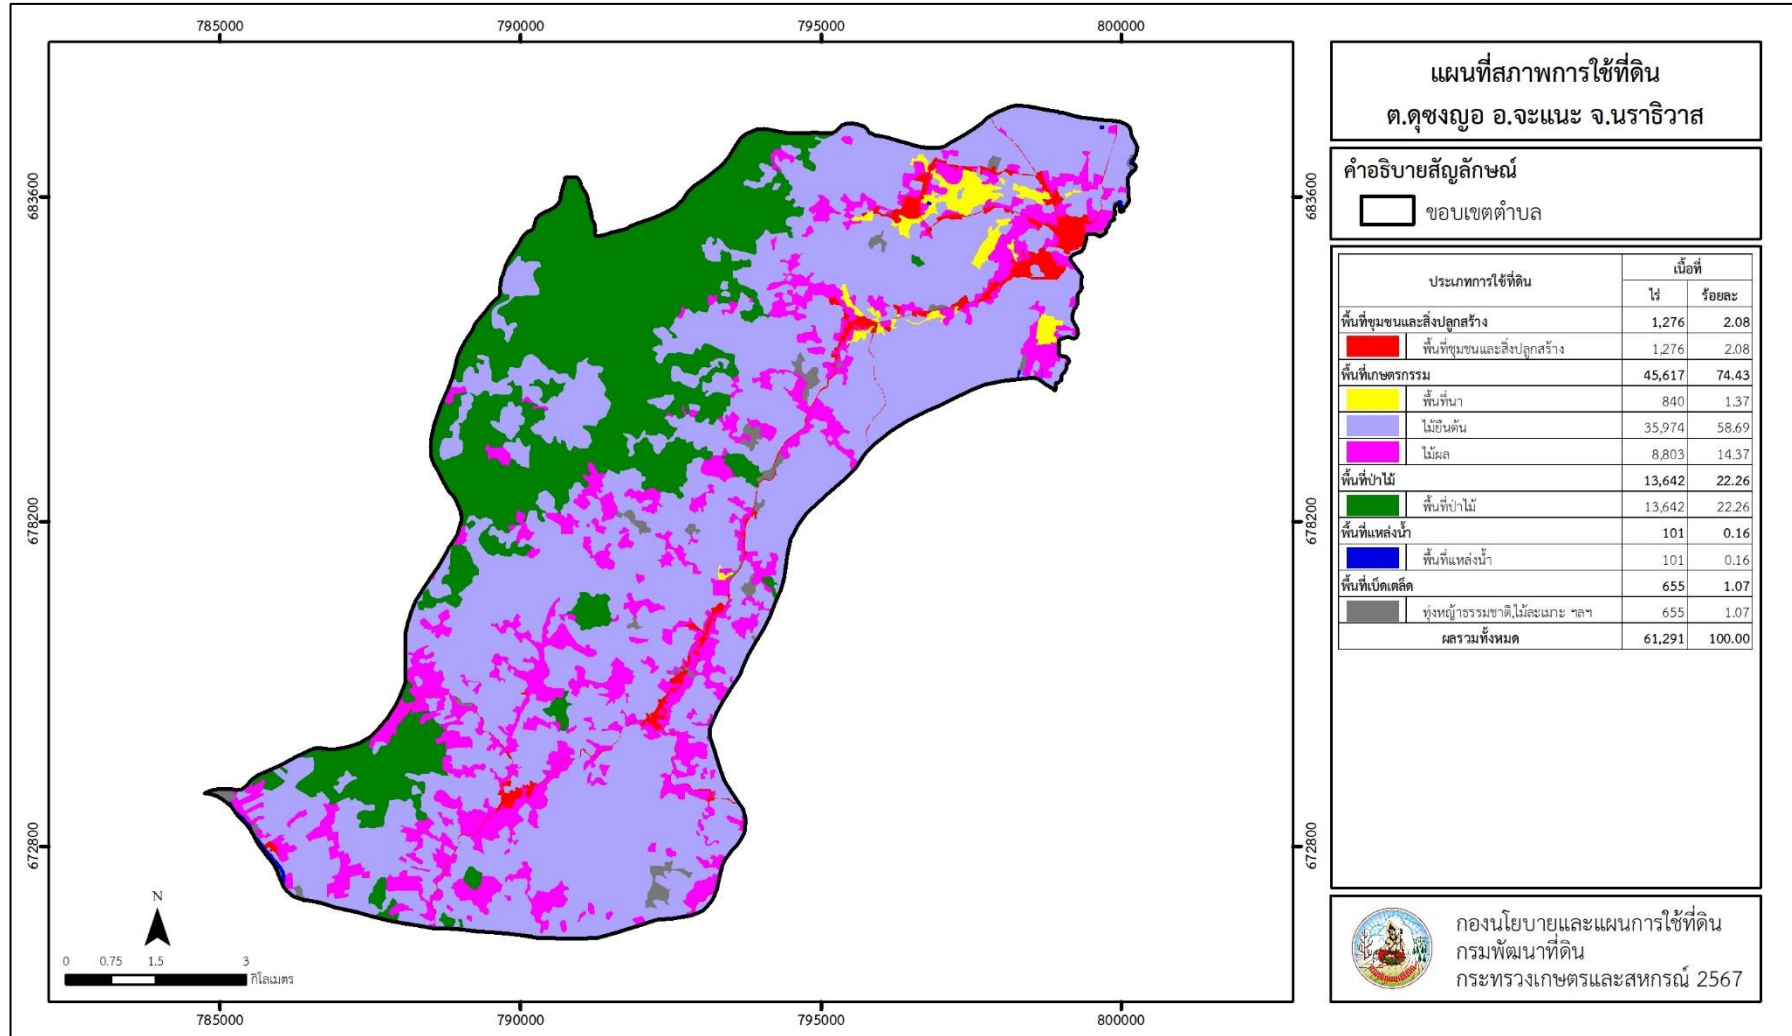 785000 790000 795000 800000
683600 683600
678200 678200
672800 672800
N
0 0.75 1.5 3
กิโลเมตร
785000 790000 795000 800000
แผนที่สภาพการใช้ที่ดิน
ต.ดุซงญอ อ.จะแนะ จ.นราธิวาส
คำอธิบายสัญลักษณ์
ขอบเขตตำบล
ประเภทการใช้ที่ดิน เนื้อที่
ไร่ ร้อยละ
พื้นที่ชุมชนและสิ่งปลูกสร้าง 1,276 2.08
พื้นที่ชุมชนและสิ่งปลูกสร้าง 1,276 2.08
พื้นที่เกษตรกรรม 45,617 74.43
พื้นที่นา 840 1.37
ไม้ยืนต้น 35,974 58.69
ไม้ผล 8,803 14.37
พื้นที่ป่าไม้ 13,642 22.26
พื้นที่ป่าไม้ 13,642 22.26
พื้นที่แหล่งน้ำ 101 0.16
พื้นที่แหล่งน้ำ 101 0.16
พื้นที่เบ็ดเตล็ด 655 1.07
ทุ่งหญ้าธรรมชาติ,ไม้ละเมาะ ฯลฯ 655 1.07
ผลรวมทั้งหมด 61,291 100.00
กองนโยบายและแผนการใช้ที่ดิน
กรมพัฒนาที่ดิน
กระทรวงเกษตรและสหกรณ์ 2567